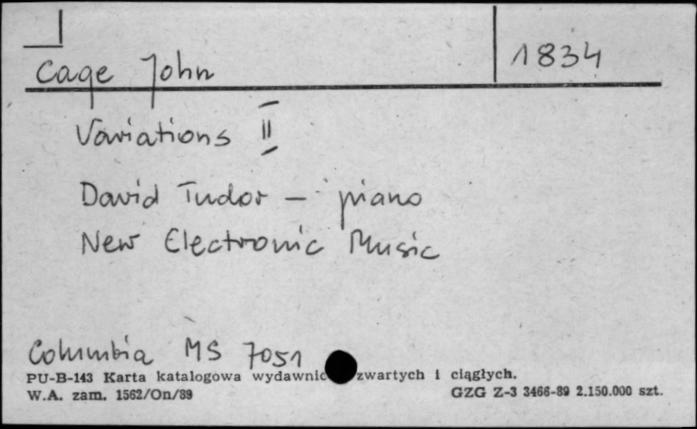 Cage John 1834
Variations II
David Tudor – piano
New Electronic Music
Columbia MS 7051
PU-B-143 Karta katalogowa wydawnic zwartych i ciągłych.
W.A. zam. 1562/On/89 GZG Z-3 3466-89 2.150.000 szt.